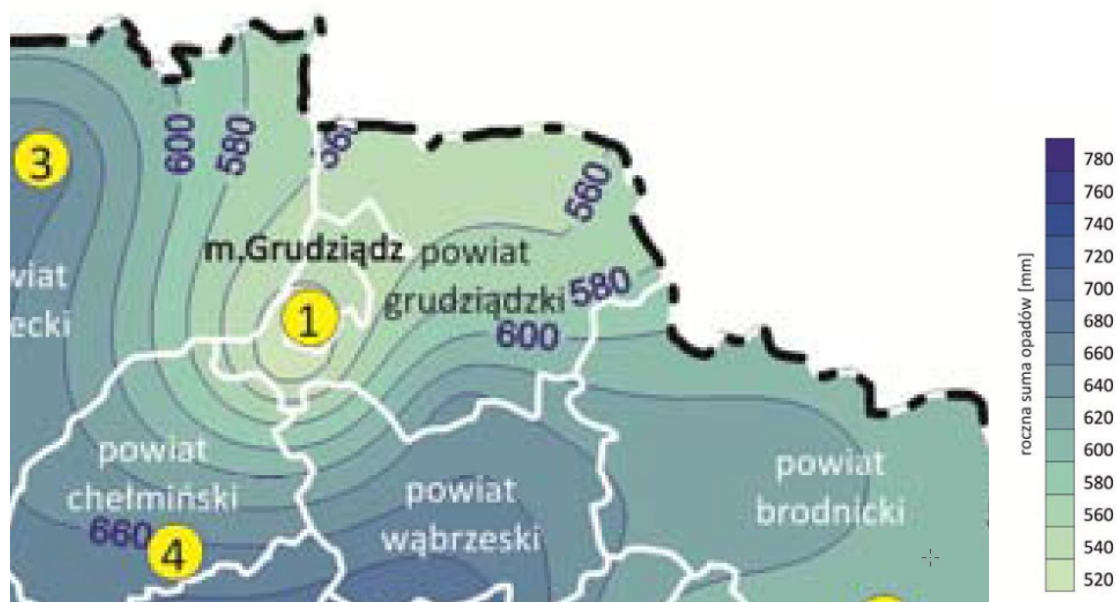 600
580
560
560
3
m.Grudziądz
powiat
grudziądzki
580
1
600
wiat
ecki
powiat
chełmiński
660
4
powiat
wąbrzeski
powiat
brodnicki
roczna suma opadów [mm]
780
760
740
720
700
680
660
640
620
600
580
560
540
520